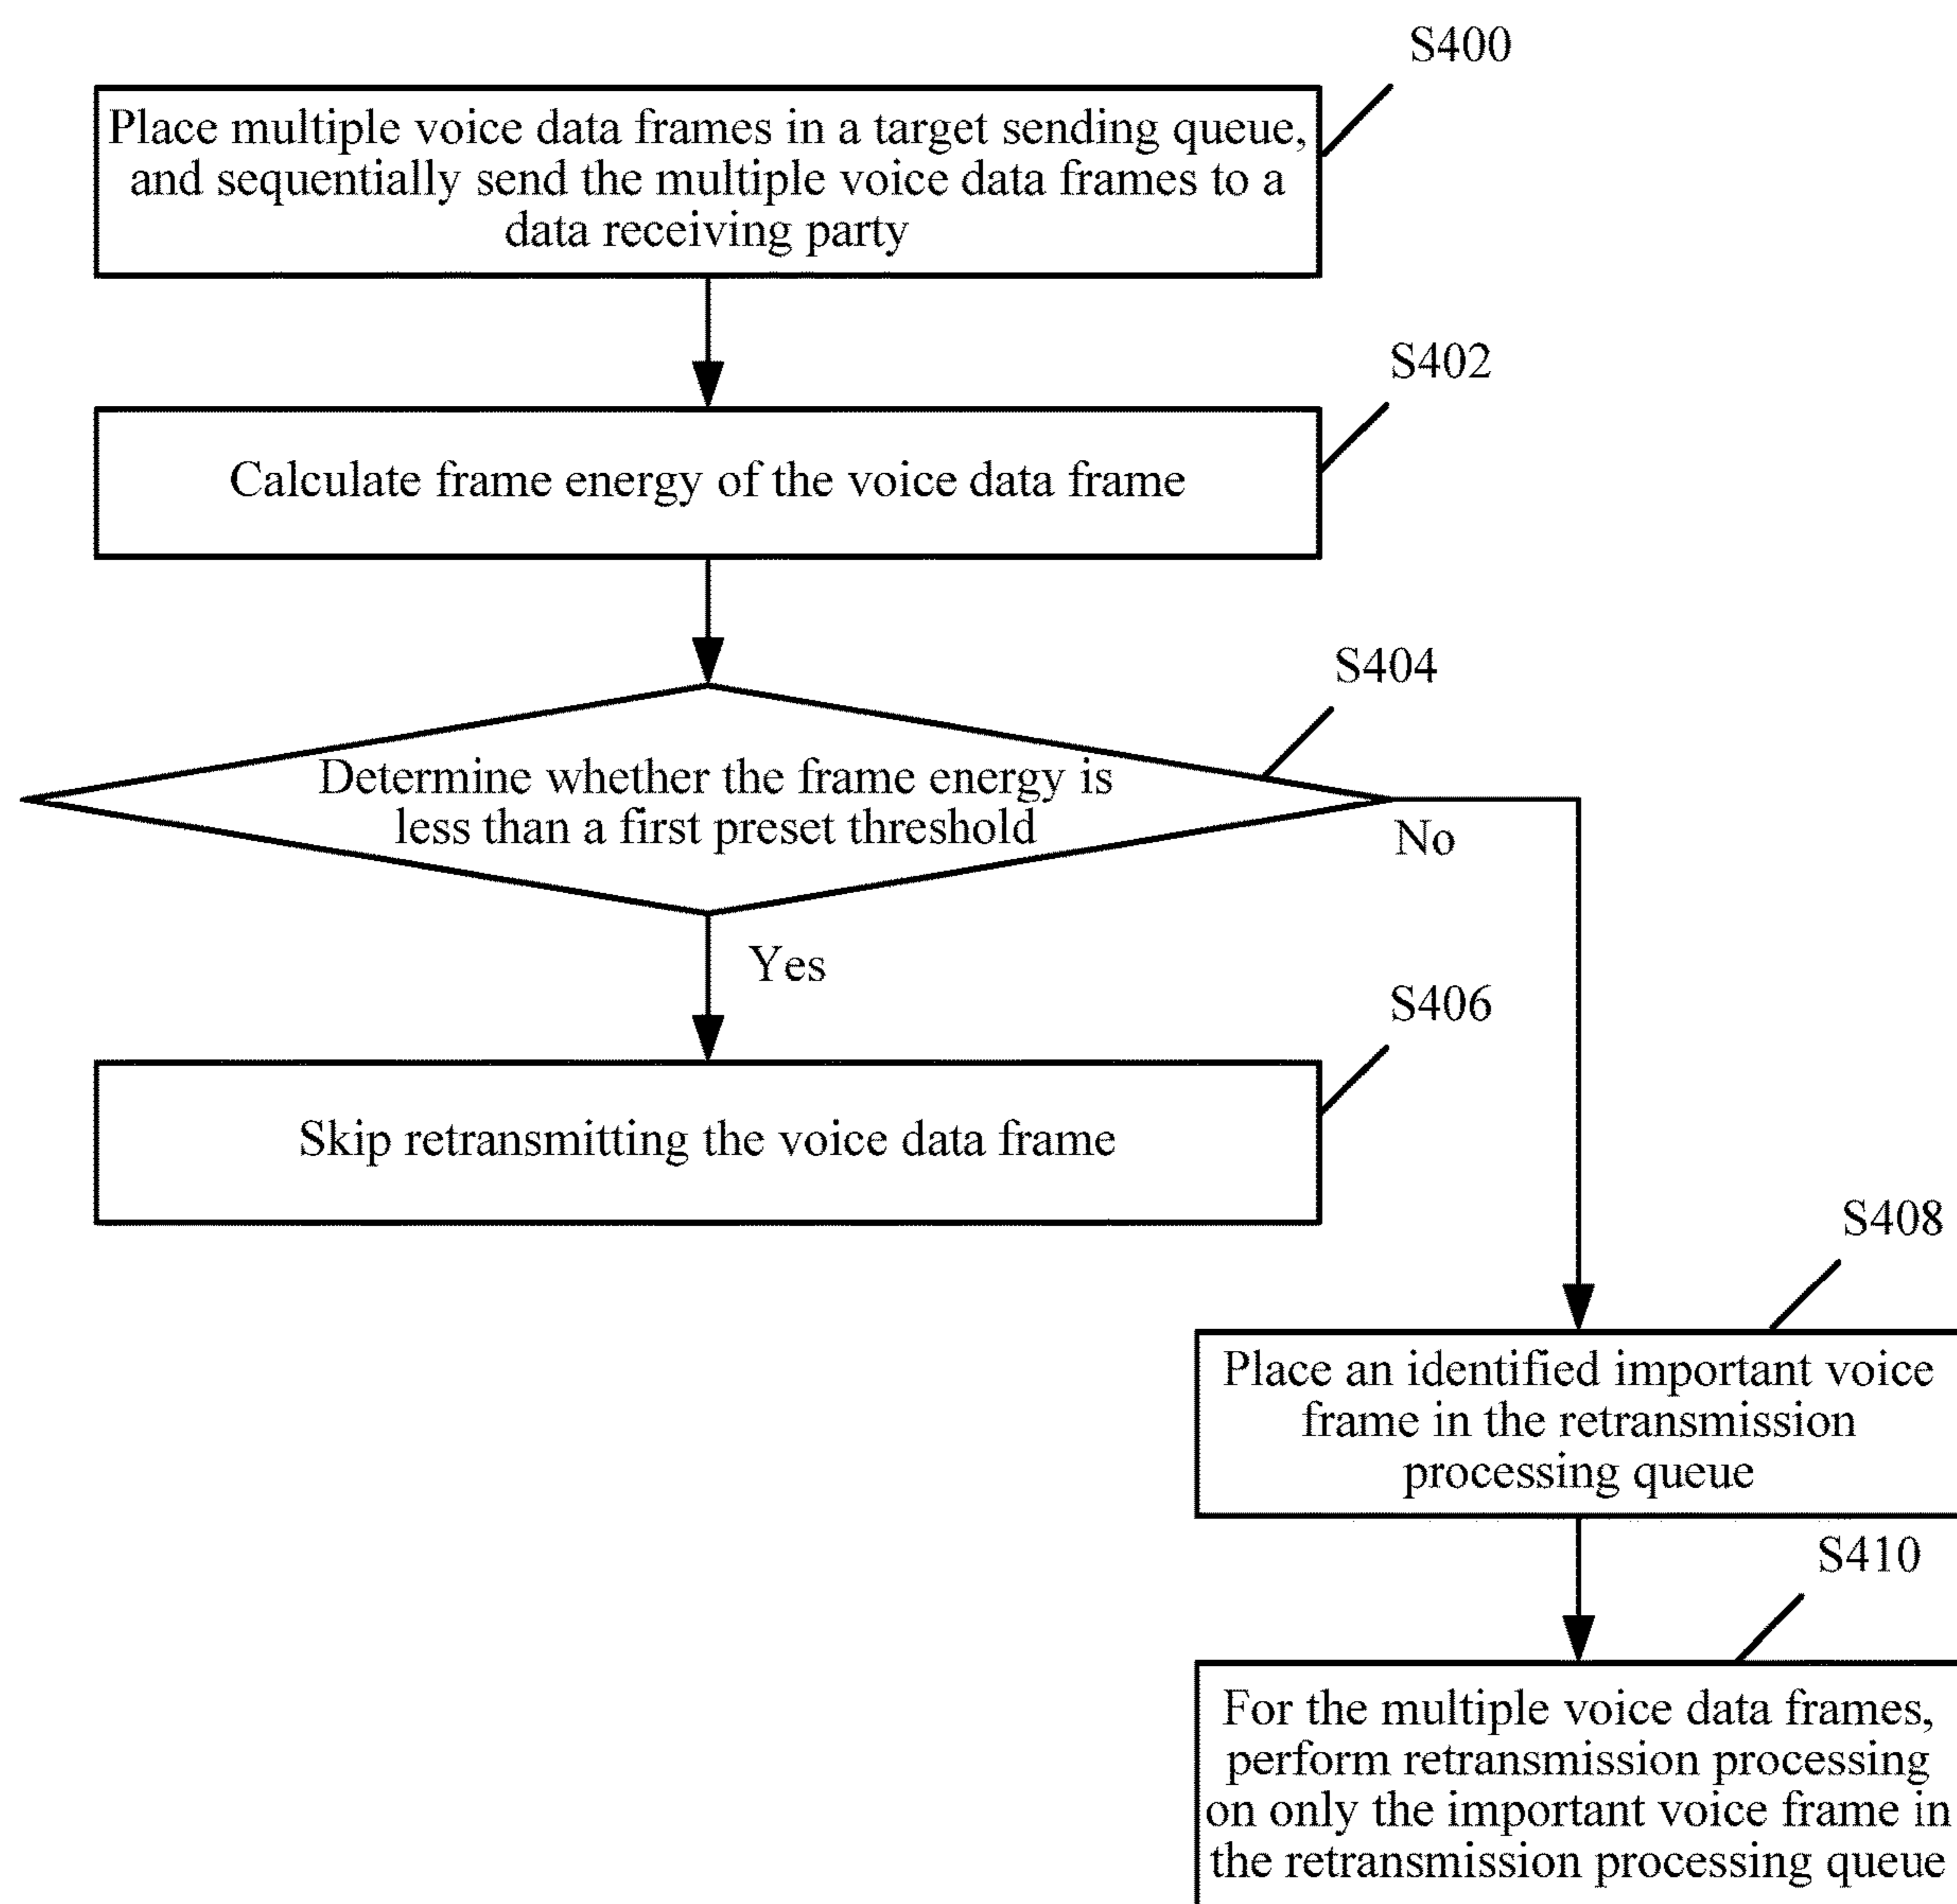 S400
Place multiple voice data frames in a target sending queue,
and sequentially send the multiple voice data frames to a
data receiving party
S402
Calculate frame energy of the voice data frame
S404
Determine whether the frame energy is
less than a first preset threshold
No
Yes
S406
Skip retransmitting the voice data frame
S408
Place an identified important voice
frame in the retransmission
processing queue
S410
For the multiple voice data frames,
perform retransmission processing
on only the important voice frame in
the retransmission processing queue